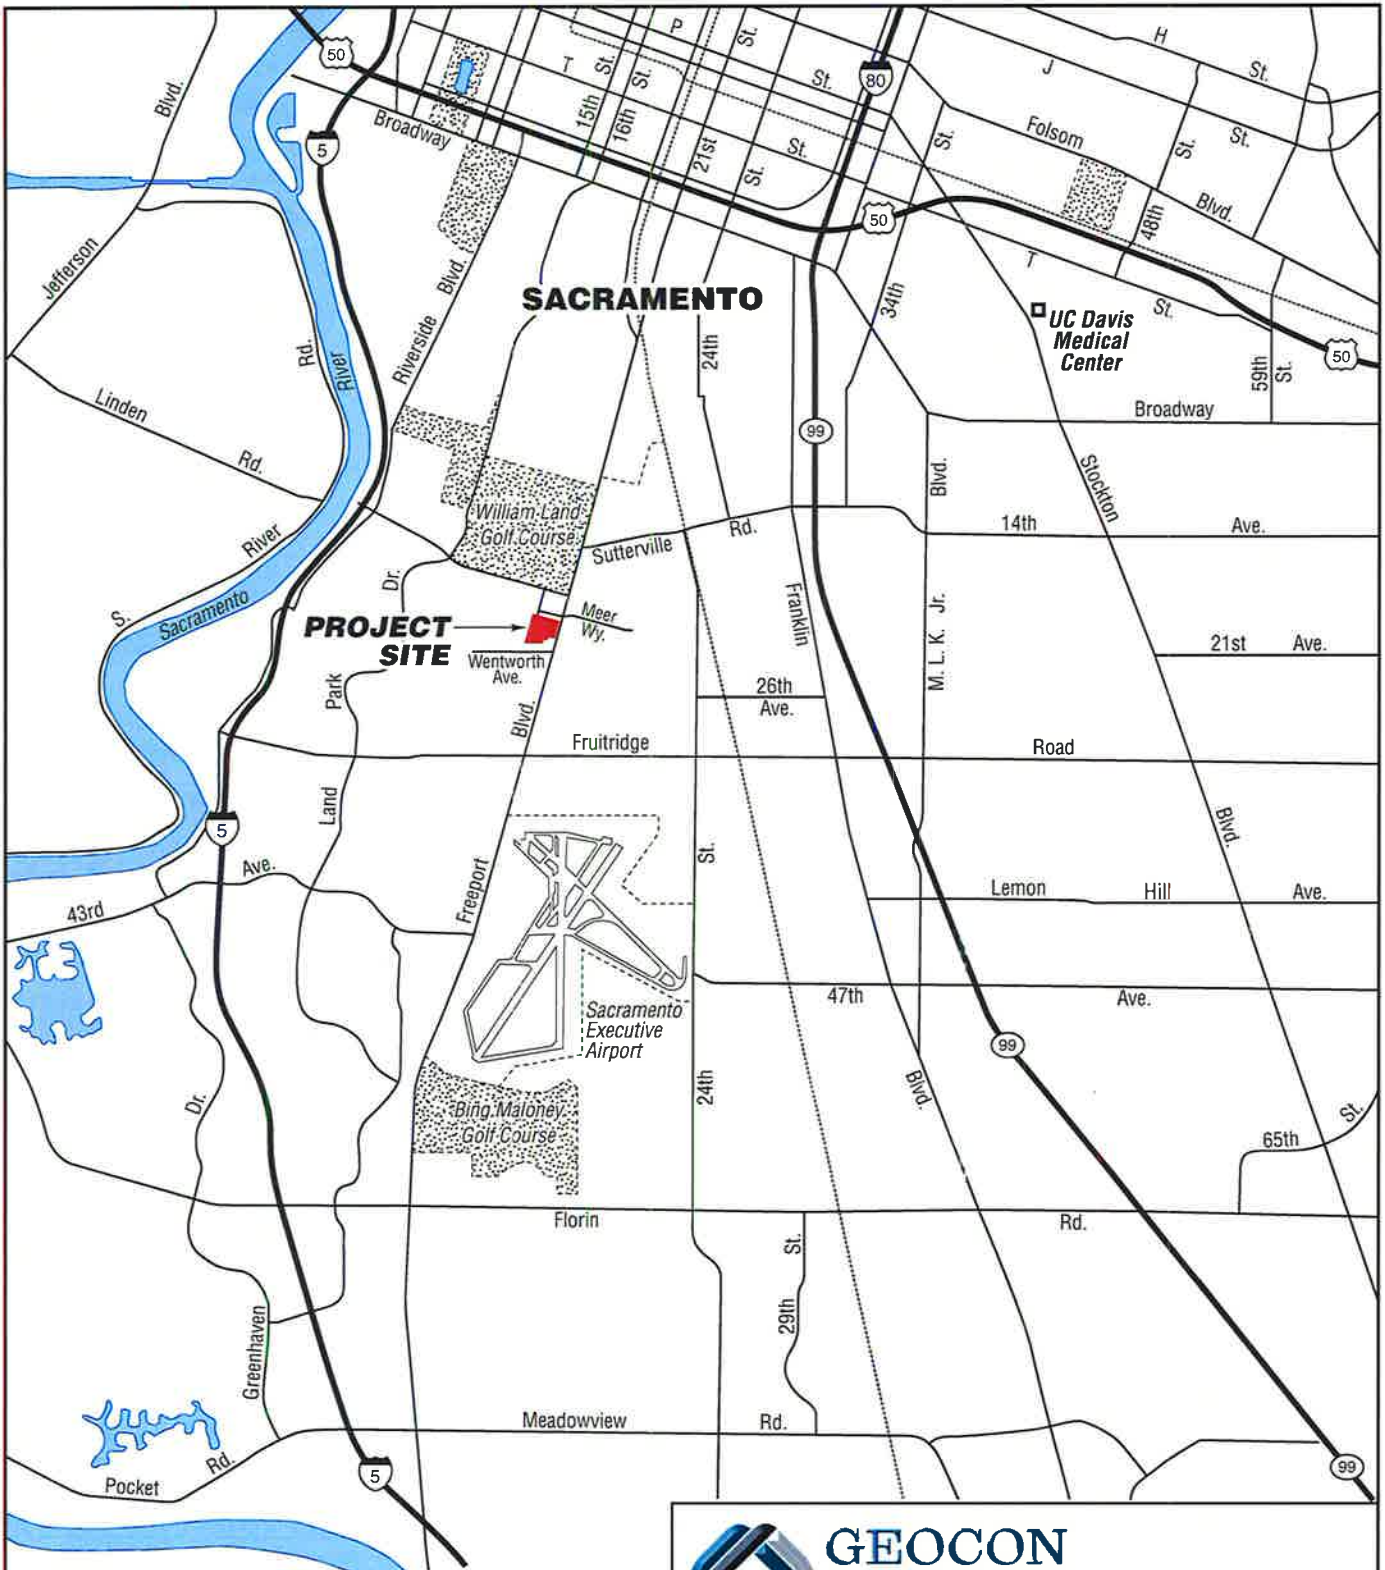 H
St.
P
St.
50
Blvd.
T
St.
St.
15th
16th
St.
80
J
St.
Folsom
St.
St.
Broadway
5
21st
St.
St.
48th
Blvd.
50
T
St.
Jefferson
Blvd.
Riverside
SACRAMENTO
34th
UC Davis
Medical
Center
24th
59th
St.
50
Rd.
River
Linden
Rd.
99
Broadway
Blvd.
Stockton
William Land
Golf Course
Sutterville
Rd.
14th
Ave.
River
S.
Sacramento
Dr.
PROJECT
SITE
Meer
Wy.
Wentworth
Ave.
Franklin
M. L. K. Jr.
21st
Ave.
Park
26th
Ave.
Blvd.
Fruitridge
Road
Land
5
St.
Blvd.
Ave.
43rd
Freeport
Lemon
Hill
Ave.
47th
Ave.
Sacramento
Executive
Airport
99
Dr.
24th
Blvd.
Bing Maloney
Golf Course
65th
St.
Florin
Rd.
St.
29th
Greenhaven
Meadowview
Rd.
Pocket
Rd.
5
99
GEOCON